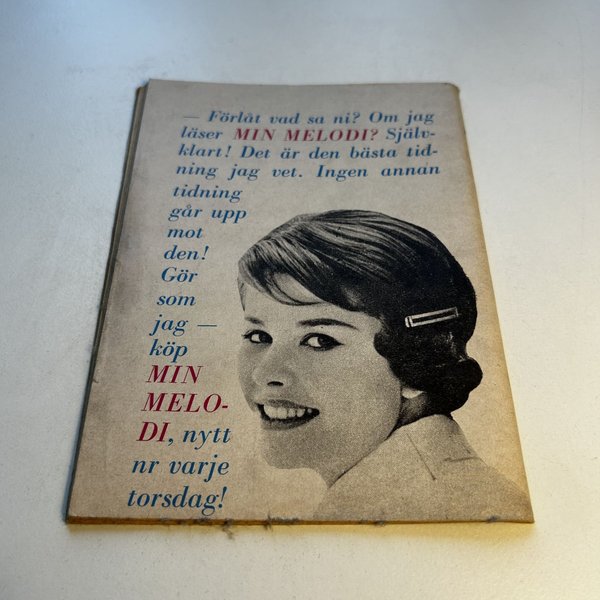 — Förlåt vad sa ni? Om jag
läser MIN MELODI? Själv-
klart! Det är den bästa tid-
ning jag vet. Ingen annan
tidning
går upp
mot
den!
Gör
som
jag —
köp
MIN
MELO-
DI, nytt
nr varje
torsdag!